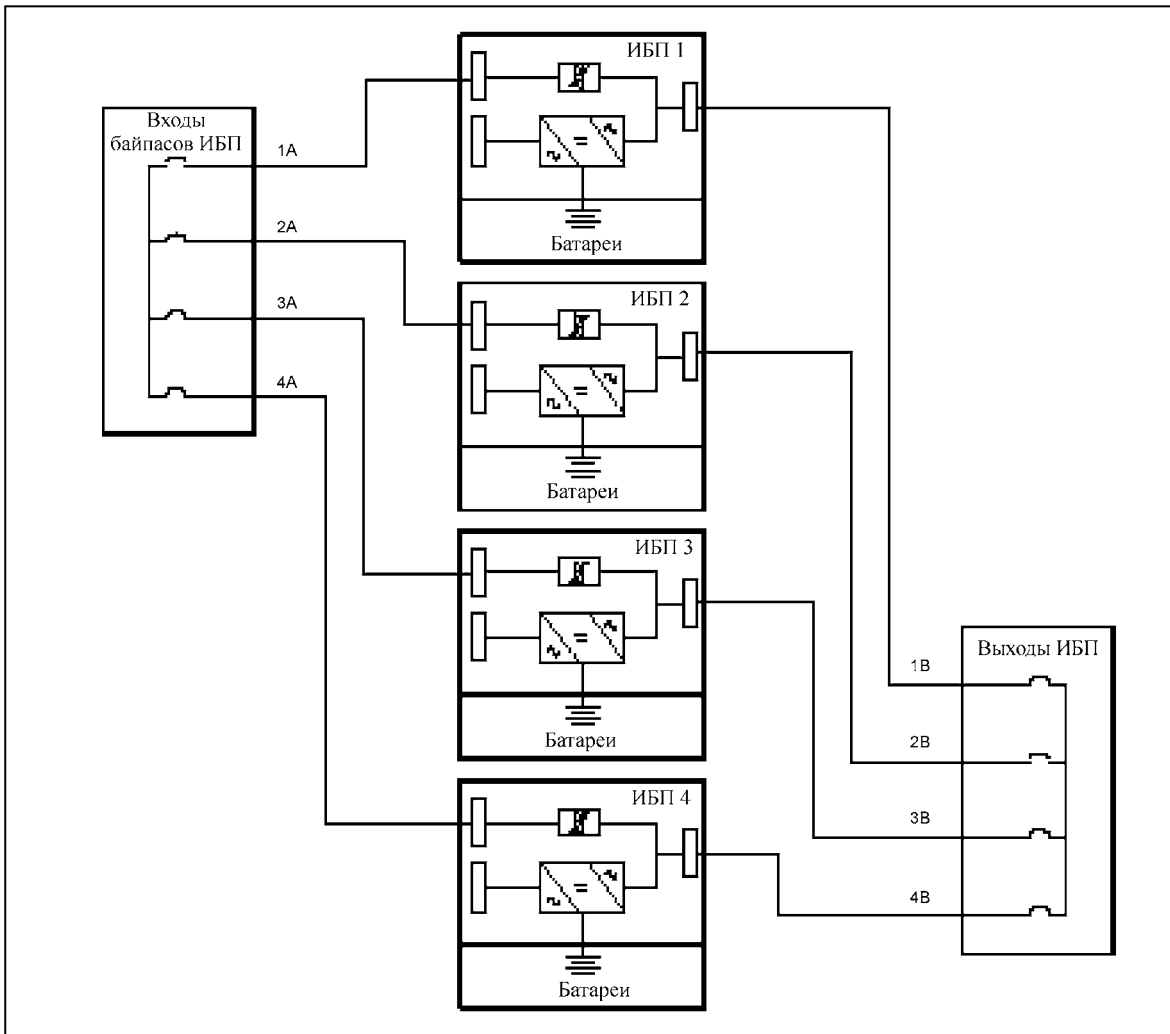 Входы
байпасов ИБП
1А
2А
3А
4А
ИБП 1
Батареи
ИБП 2
Батареи
ИБП 3
Батареи
ИБП 4
Батареи
Выходы ИБП
1В
2В
3В
4В